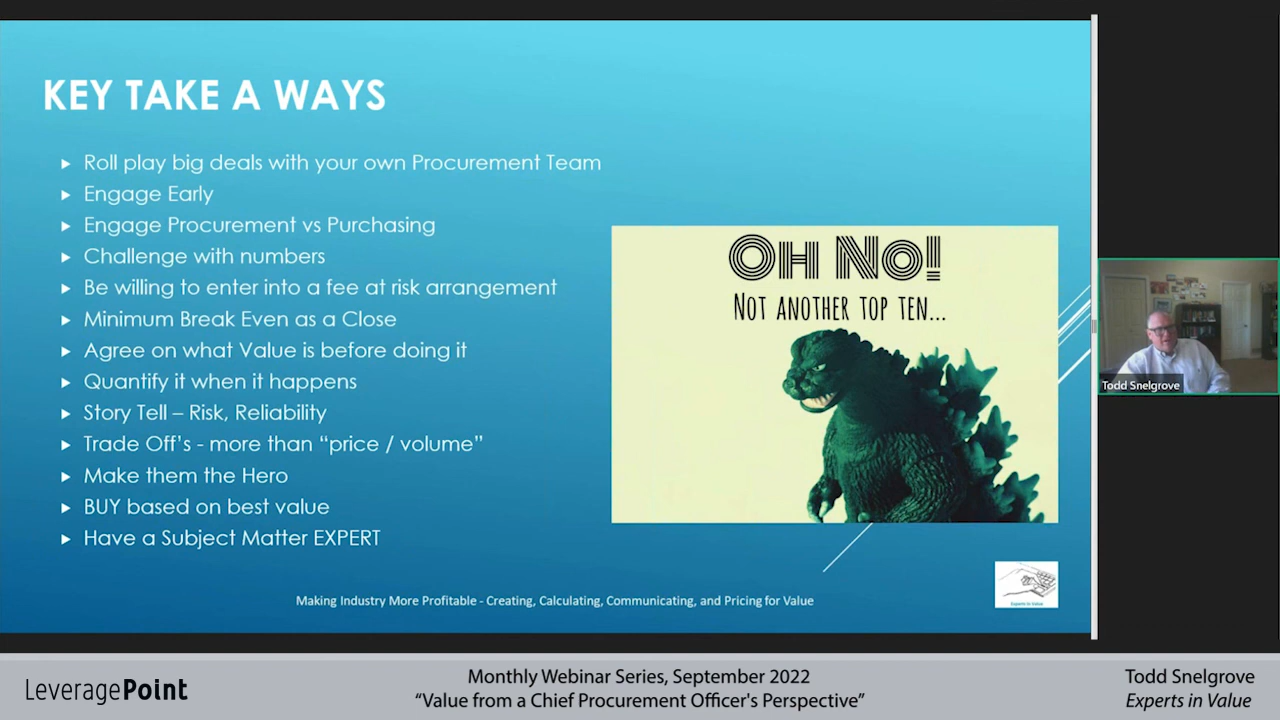 KEY TAKE A WAYS
Roll play big deals with your own Procurement Team
Engage Early
Engage Procurement vs Purchasing
Challenge with numbers
Be willing to enter into a fee at risk arrangement
Minimum Break Even as a Close
Agree on what Value is before doing it
Quantify it when it happens
Story Tell – Risk, Reliability
Trade Off's - more than “price / volume”
Make them the Hero
BUY based on best value
Have a Subject Matter EXPERT
OH NO!
NOT ANOTHER TOP TEN...
Experts in Value
Making Industry More Profitable - Creating, Calculating, Communicating, and Pricing for Value
Todd Snelgrove
LeveragePoint
Monthly Webinar Series, September 2022
“Value from a Chief Procurement Officer's Perspective”
Todd Snelgrove
Experts in Value